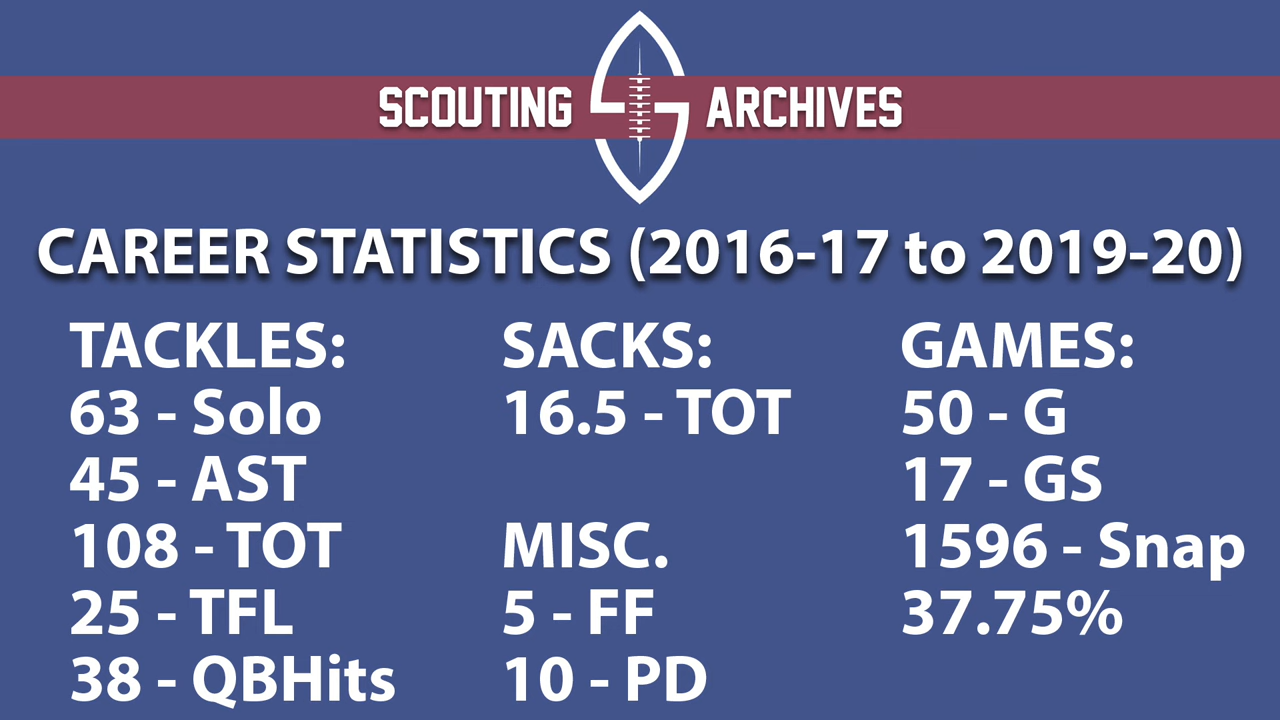 SCOUTING ARCHIVES
CAREER STATISTICS (2016-17 to 2019-20)
TACKLES:
63 - Solo
45 - AST
108 - TOT
25 - TFL
38 - QBHits
SACKS:
16.5 - TOT
MISC.
5 - FF
10 - PD
GAMES:
50 - G
17 - GS
1596 - Snap
37.75%